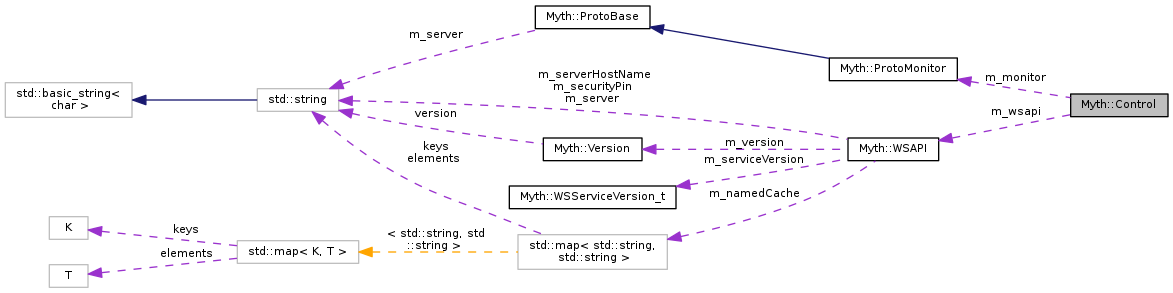 Myth::ProtoBase
m_server
Myth::ProtoMonitor
m_monitor
std::basic_string<
char >
std::string
m_serverHostName
m_securityPin
m_server
Myth::Control
version
m_wsapi
keys
elements
Myth::Version
m_version
Myth::WSAPI
m_serviceVersion
Myth::WSServiceVersion_t
m_namedCache
K
keys
< std::string, std
::string >
std::map< K, T >
std::map< std::string,
std::string >
elements
T